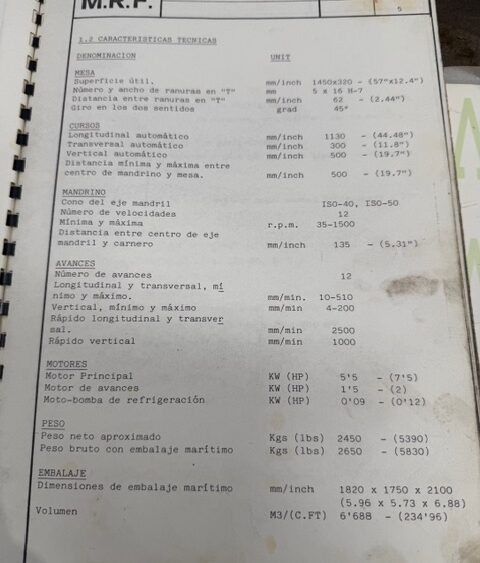 M.R.F.
5
1.2 CARACTERISTICAS TECNICAS
DENOMINACION UNIT
MESA
Superficie útil. mm/inch 1450x320 - (57"x12.4")
Número y ancho de ranuras en "T" mm 5 x 16 H-7
Distancia entre ranuras en "T" mm/inch 62 - (2.44")
Giro en los dos sentidos grad 45°
CURSOS
Longitudinal automático mm/inch 1130 - (44.48")
Transversal automático mm/inch 300 - (11.8")
Vertical automático mm/inch 500 - (19.7")
Distancia mínima y máxima entre
centro de mandrino y mesa. mm/inch 500 - (19.7")
MANDRINO
Cono del eje mandril ISO-40, ISO-50
Número de velocidades 12
Mínima y máxima r.p.m. 35-1500
Distancia entre centro de eje
mandril y carnero mm/inch 135 - (5.31")
AVANCES
Número de avances 12
Longitudinal y transversal, mí
nimo y máximo. mm/min. 10-510
Vertical, mínimo y máximo mm/min 4-200
Rápido longitudinal y transver
sal. mm/min 2500
Rápido vertical mm/min 1000
MOTORES
Motor Principal KW (HP) 5'5 - (7'5)
Motor de avances KW (HP) 1'5 - (2)
Moto-bomba de refrigeración KW (HP) 0'09 - (0'12)
PESO
Peso neto aproximado Kgs (lbs) 2450 - (5390)
Peso bruto con embalaje marítimo Kgs (lbs) 2650 - (5830)
EMBALAJE
Dimensiones de embalaje marítimo mm/inch 1820 x 1750 x 2100
(5.96 x 5.73 x 6.88)
Volumen M3/(C.FT) 6'688 - (234'96)